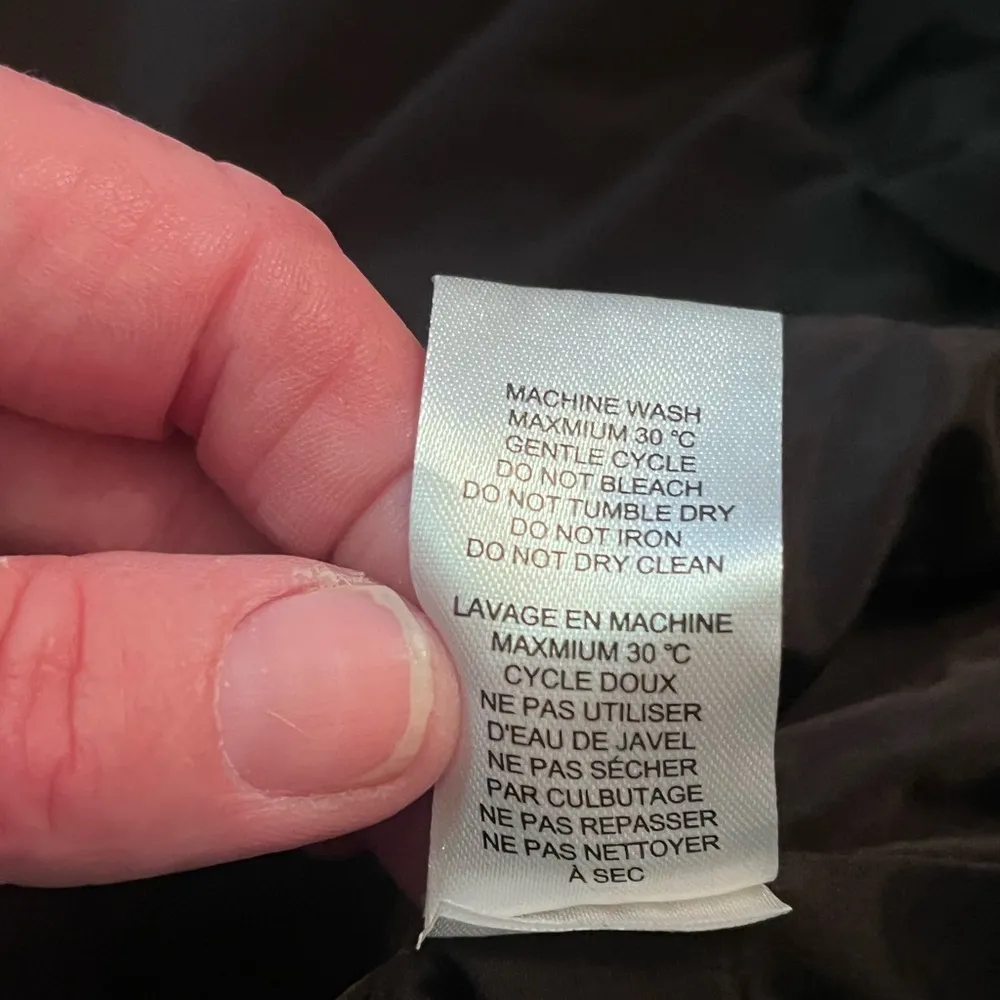 MACHINE WASH
MAXMIUM 30 °C
GENTLE CYCLE
DO NOT BLEACH
DO NOT TUMBLE DRY
DO NOT IRON
DO NOT DRY CLEAN
LAVAGE EN MACHINE
MAXMIUM 30 °C
CYCLE DOUX
NE PAS UTILISER
D'EAU DE JAVEL
NE PAS SÉCHER
PAR CULBUTAGE
NE PAS REPASSER
NE PAS NETTOYER
À SEC